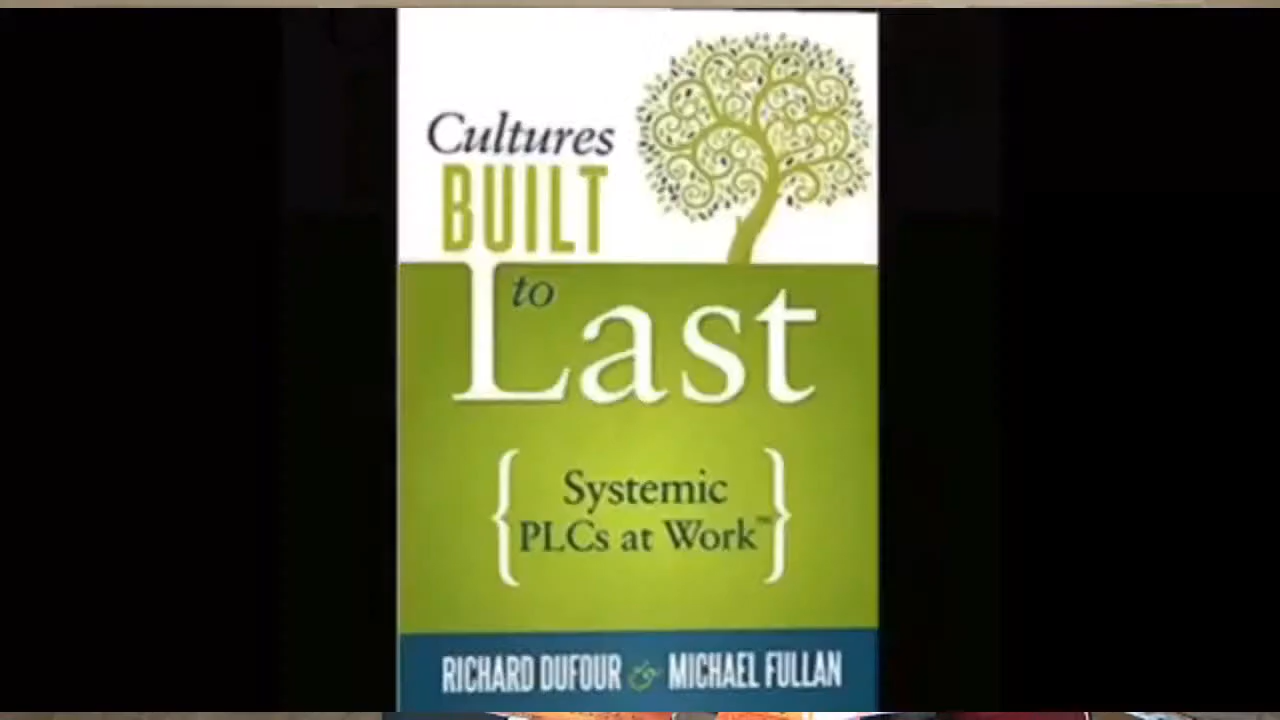 Cultures
BUILT
to
Last
Systemic
PLCs at Work™
RICHARD DUFOUR & MICHAEL FULLAN